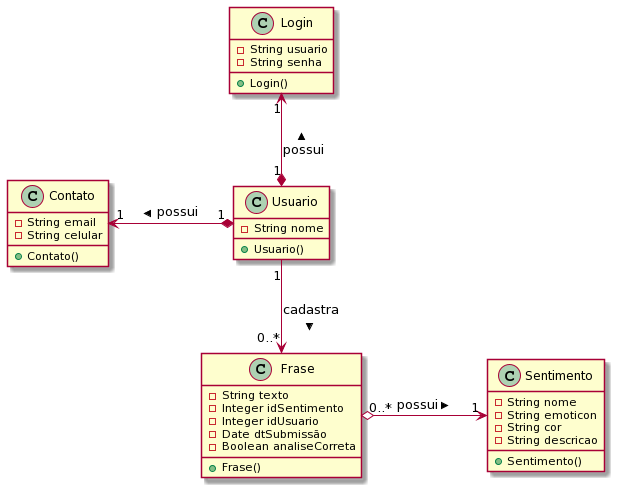 C Login
String usuario
String senha
Login()
1
possui
1
C Contato
String email
String celular
Contato()
1
possui
1
C Usuario
String nome
Usuario()
1
cadastra
0..*
C Frase
String texto
Integer idSentimento
Integer idUsuario
Date dtSubmissão
Boolean analiseCorreta
Frase()
0..*
possui
1
C Sentimento
String nome
String emoticon
String cor
String descricao
Sentimento()